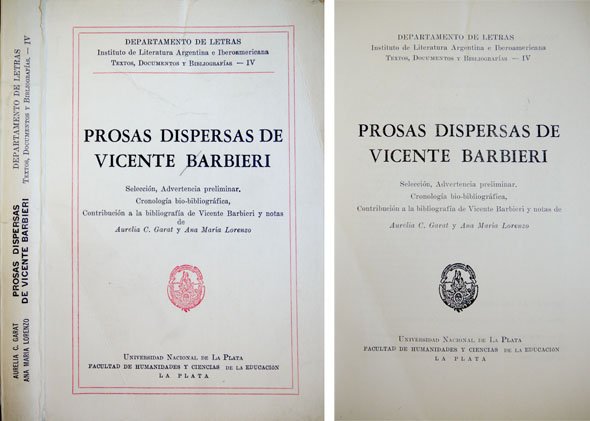 DEPARTAMENTO DE LETRAS
TEXTOS, DOCUMENTOS Y BIBLIOGRAFÍAS — IV
PROSAS DISPERSAS
DE VICENTE BARBIERI
AURELIA C. GARAT
ANA MARIA LORENZO
DEPARTAMENTO DE LETRAS
Instituto de Literatura Argentina e Iberoamericana
TEXTOS, DOCUMENTOS Y BIBLIOGRAFÍAS — IV
PROSAS DISPERSAS DE
VICENTE BARBIERI
Selección, Advertencia preliminar,
Cronología bio-bibliográfica,
Contribución a la bibliografía de Vicente Barbieri y notas
de
Aurelia C. Garat y Ana María Lorenzo
UNIVERSIDAD NACIONAL DE LA PLATA
FACULTAD DE HUMANIDADES Y CIENCIAS DE LA EDUCACIÓN
LA PLATA
DEPARTAMENTO DE LETRAS
Instituto de Literatura Argentina e Iberoamericana
TEXTOS, DOCUMENTOS Y BIBLIOGRAFÍAS — IV
PROSAS DISPERSAS DE
VICENTE BARBIERI
Selección, Advertencia preliminar,
Cronología bio-bibliográfica,
Contribución a la bibliografía de Vicente Barbieri y notas de
Aurelia C. Garat y Ana María Lorenzo
UNIVERSIDAD NACIONAL DE LA PLATA
FACULTAD DE HUMANIDADES Y CIENCIAS DE LA EDUCACIÓN
LA PLATA